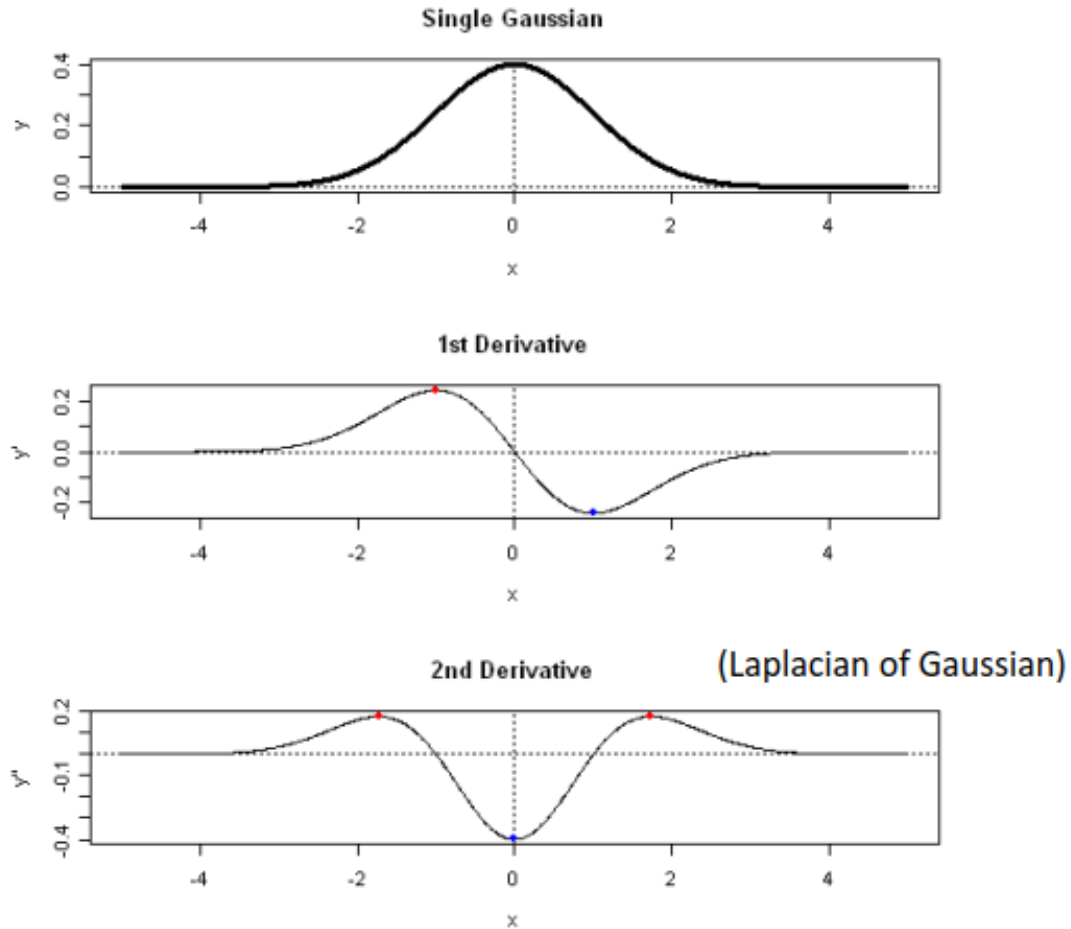 Single Gaussian
0.4
0.2
0.0
y
-4 -2 0 2 4
x
1st Derivative
0.2
0.0
-0.2
y'
-4 -2 0 2 4
x
2nd Derivative (Laplacian of Gaussian)
0.2
-0.1
-0.4
y"
-4 -2 0 2 4
x